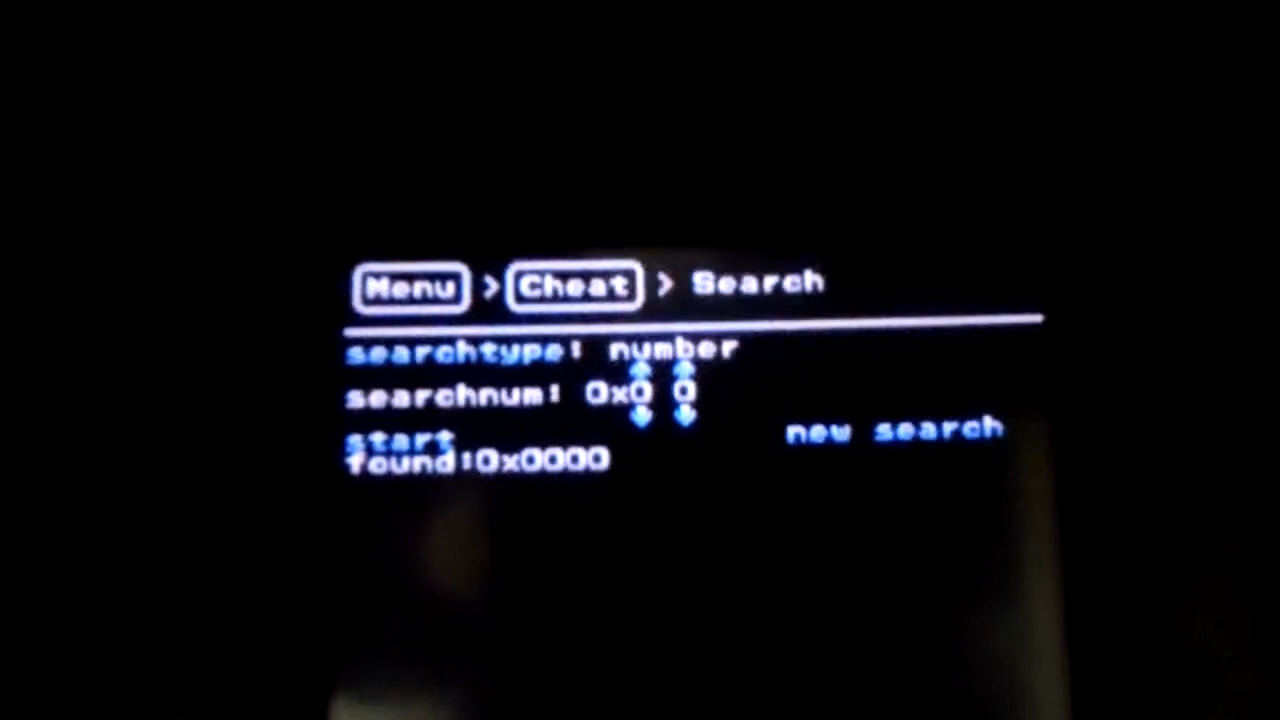 Menu > Cheat > Search
searchtype: number
searchnum: 0x0 0
start
new search
found:0x0000